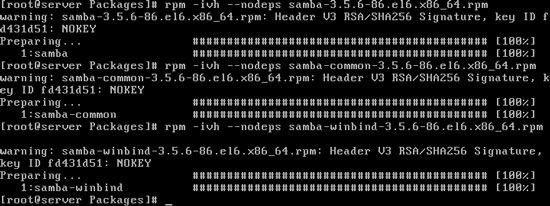 [root@server Packages]# rpm -ivh --nodeps samba-3.5.6-86.el6.x86_64.rpm
warning: samba-3.5.6-86.el6.x86_64.rpm: Header V3 RSA/SHA256 Signature, key ID f
d431d51: NOKEY
Preparing... ########################################### [100%]
1:samba ########################################### [100%]
[root@server Packages]# rpm -ivh --nodeps samba-common-3.5.6-86.el6.x86_64.rpm
warning: samba-common-3.5.6-86.el6.x86_64.rpm: Header V3 RSA/SHA256 Signature, k
ey ID fd431d51: NOKEY
Preparing... ########################################### [100%]
1:samba-common ########################################### [100%]
[root@server Packages]# rpm -ivh --nodeps samba-winbind-3.5.6-86.el6.x86_64.rpm
warning: samba-winbind-3.5.6-86.el6.x86_64.rpm: Header V3 RSA/SHA256 Signature,
key ID fd431d51: NOKEY
Preparing... ########################################### [100%]
1:samba-winbind ########################################### [100%]
[root@server Packages]# _